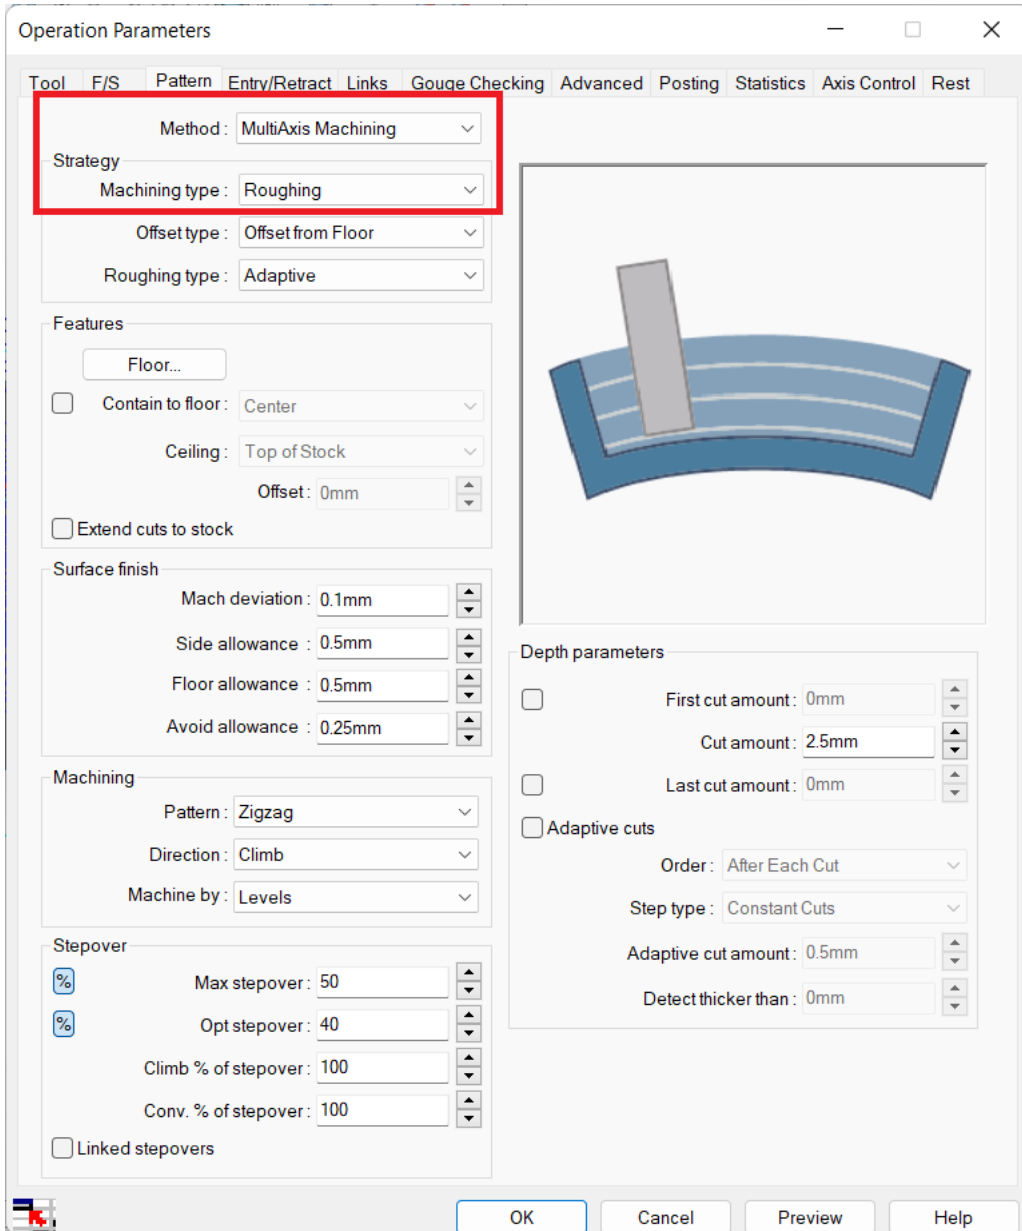 Operation Parameters
Tool F/S Pattern Entry/Retract Links Gouge Checking Advanced Posting Statistics Axis Control Rest
Method : MultiAxis Machining
Strategy
Machining type : Roughing
Offset type : Offset from Floor
Roughing type : Adaptive
Features
Floor...
Contain to floor : Center
Ceiling : Top of Stock
Offset : 0mm
Extend cuts to stock
Surface finish
Mach deviation : 0.1mm
Side allowance : 0.5mm
Floor allowance : 0.5mm
Avoid allowance : 0.25mm
Machining
Pattern : Zigzag
Direction : Climb
Machine by : Levels
Stepover
% Max stepover : 50
% Opt stepover : 40
Climb % of stepover : 100
Conv. % of stepover : 100
Linked stepovers
Depth parameters
First cut amount : 0mm
Cut amount : 2.5mm
Last cut amount : 0mm
Adaptive cuts
Order : After Each Cut
Step type : Constant Cuts
Adaptive cut amount : 0.5mm
Detect thicker than : 0mm
OK Cancel Preview Help